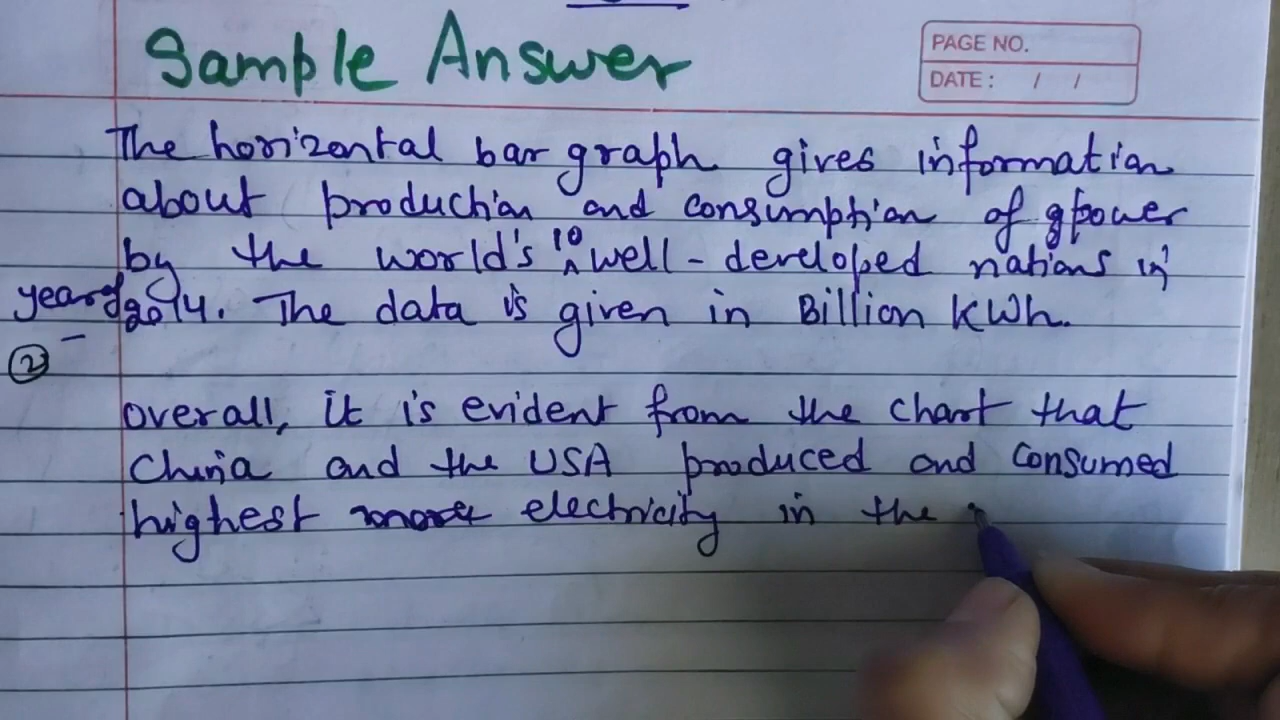 Sample Answer
PAGE NO.
DATE : / /
The horizontal bar graph gives information
about production and consumption of power
by the world's 10 well-developed nations in
year 2014. The data is given in Billion KWh.
②
Overall, it is evident from the chart that
China and the USA produced and consumed
highest electricity in the